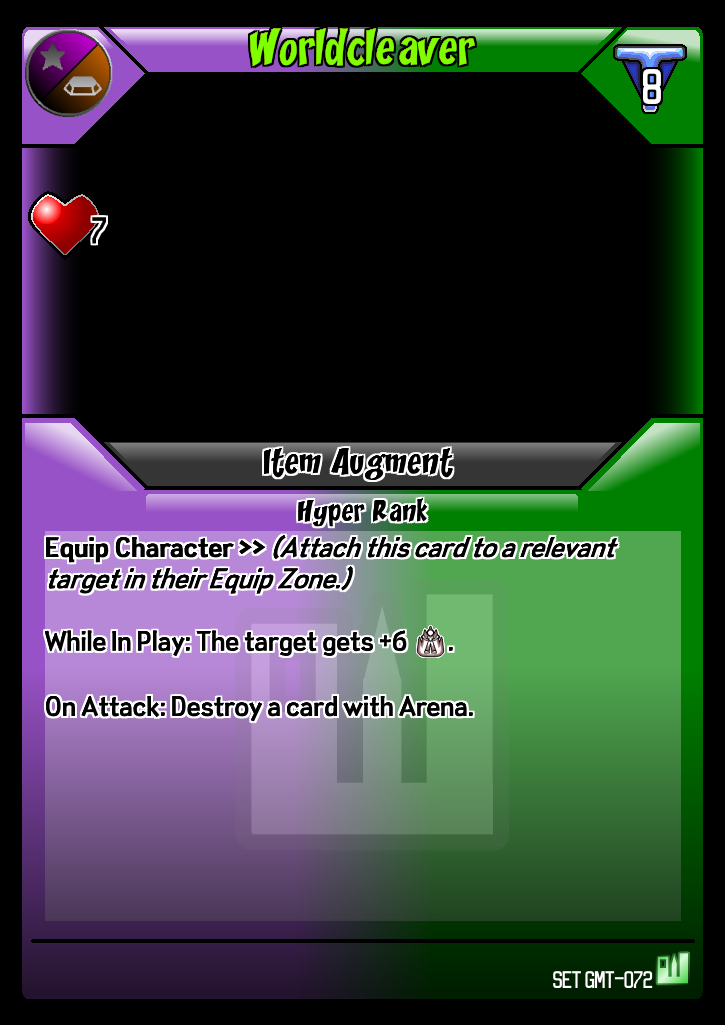 Worldcleaver
8
7
Item Augment
Hyper Rank
Equip Character >> (Attach this card to a relevant
target in their Equip Zone.)
While In Play: The target gets +6 .
On Attack: Destroy a card with Arena.
SET GMT-072